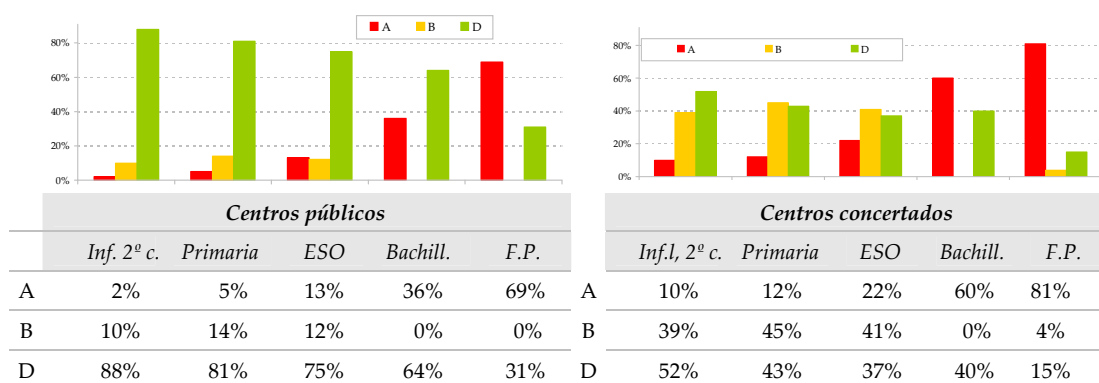 A B D
80%
60%
40%
20%
0%
A B D
80%
60%
40%
20%
0%
Centros públicos
Inf. 2º c. Primaria ESO Bachill. F.P.
A 2% 5% 13% 36% 69%
B 10% 14% 12% 0% 0%
D 88% 81% 75% 64% 31%
Centros concertados
Inf.l, 2º c. Primaria ESO Bachill. F.P.
A 10% 12% 22% 60% 81%
B 39% 45% 41% 0% 4%
D 52% 43% 37% 40% 15%